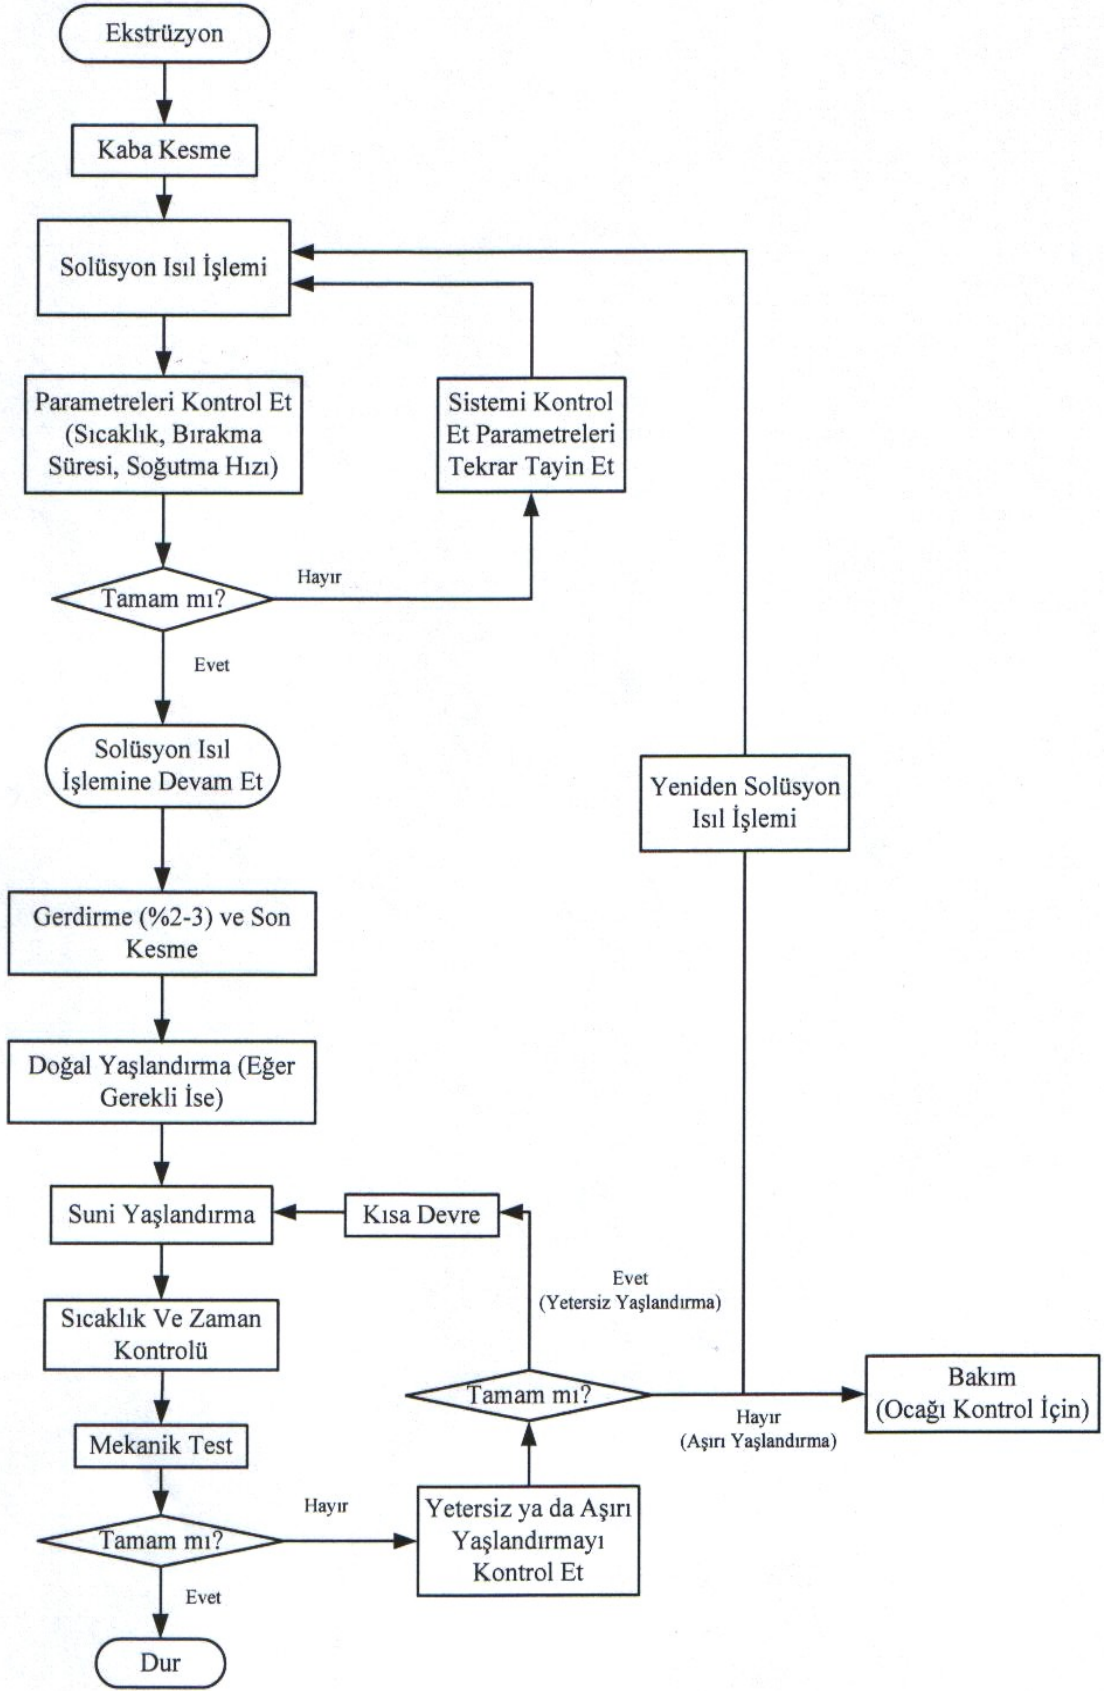 Ekstrüzyon
Kaba Kesme
Solüsyon Isıl İşlemi
Parametreleri Kontrol Et
(Sıcaklık, Bırakma
Süresi, Soğutma Hızı)
Sistemi Kontrol
Et Parametreleri
Tekrar Tayin Et
Hayır
Tamam mı?
Evet
Solüsyon Isıl
İşlemine Devam Et
Yeniden Solüsyon
Isıl İşlemi
Gerdirme (%2-3) ve Son
Kesme
Doğal Yaşlandırma (Eğer
Gerekli İse)
Suni Yaşlandırma
Kısa Devre
Evet
(Yetersiz Yaşlandırma)
Sıcaklık Ve Zaman
Kontrolü
Tamam mı?
Bakım
(Ocağı Kontrol İçin)
Hayır
(Aşırı Yaşlandırma)
Mekanik Test
Hayır
Yetersiz ya da Aşırı
Yaşlandırmayı
Kontrol Et
Tamam mı?
Evet
Dur